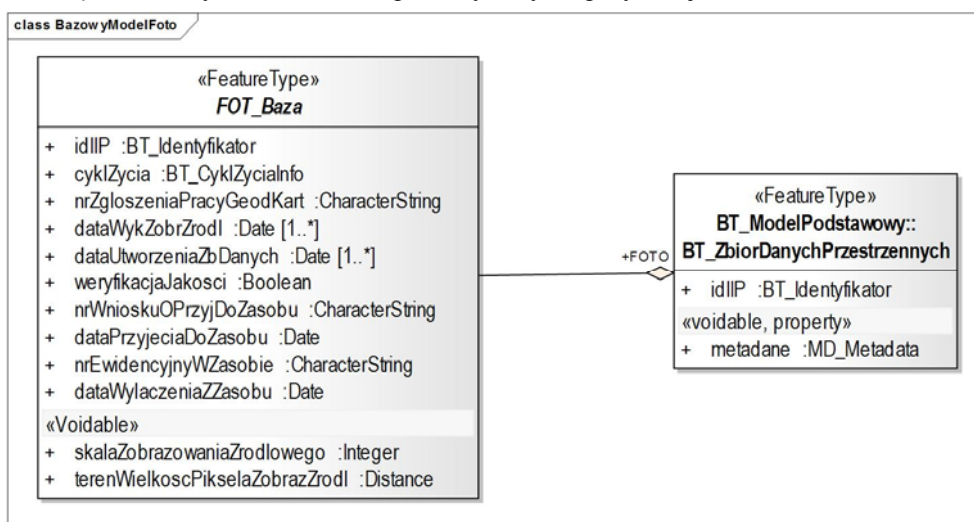 class BazowyModelFoto
«FeatureType»
FOT_Baza
+ idIIP :BT_Identyfikator
+ cyklZycia :BT_CyklZyciaInfo
+ nrZgloszeniaPracyGeodKart :CharacterString
+ dataWykZobrZrodl :Date [1..*]
+ dataUtworzeniaZbDanych :Date [1..*]
+ weryfikacjaJakosci :Boolean
+ nrWnioskuOPrzyjDoZasobu :CharacterString
+ dataPrzyjeciaDoZasobu :Date
+ nrEwidencyjnyWZasobie :CharacterString
+ dataWylaczeniaZZasobu :Date
«Voidable»
+ skalaZobrazowaniaZrodlowego :Integer
+ terenWielkoscPikselaZobrazZrodl :Distance
+FOTO
«FeatureType»
BT_ModelPodstawowy::
BT_ZbiorDanychPrzestrzennych
+ idIIP :BT_Identyfikator
«voidable, property»
+ metadane :MD_Metadata